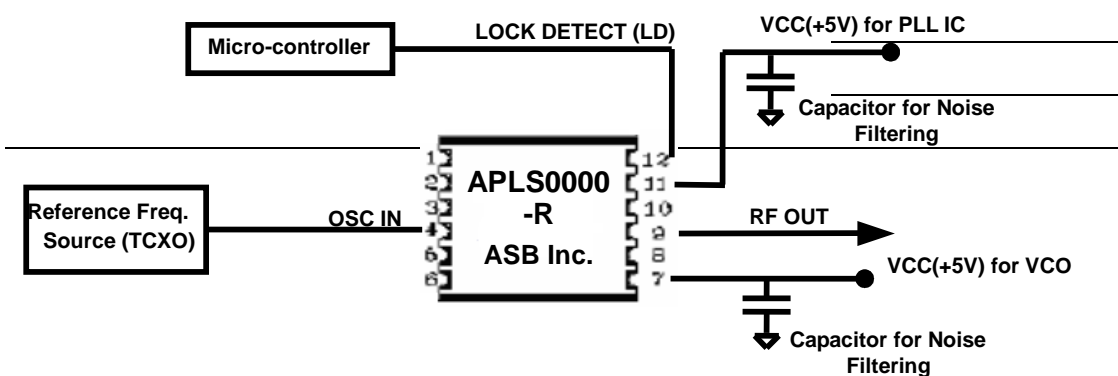 Micro-controller
LOCK DETECT (LD)
VCC(+5V) for PLL IC
Capacitor for Noise
Filtering
1
2
3
4
5
6
12
11
10
9
8
7
APLS0000
-R
ASB Inc.
Reference Freq.
Source (TCXO)
OSC IN
RF OUT
VCC(+5V) for VCO
Capacitor for Noise
Filtering